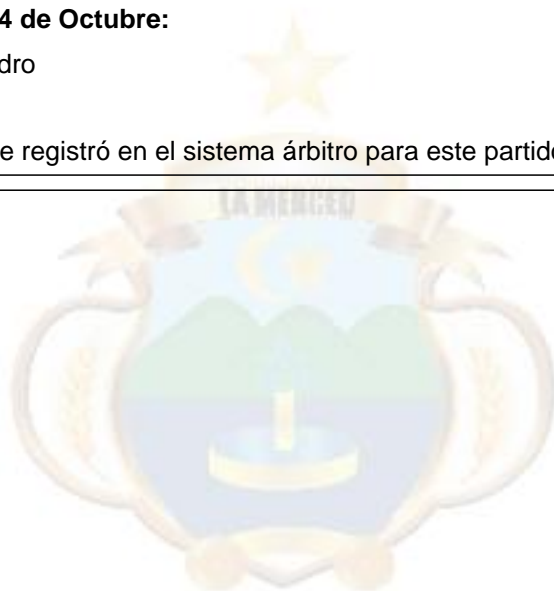 4 de Octubre:
dro
e registró en el sistema árbitro para este partido
LA MERCED